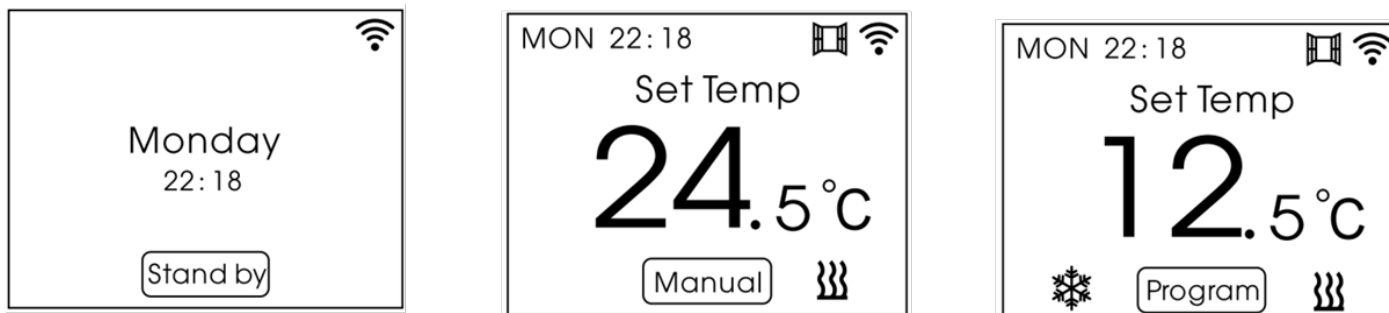 Monday
22:18
Stand by
MON 22:18
Set Temp
24.5°C
Manual
MON 22:18
Set Temp
12.5°C
Program